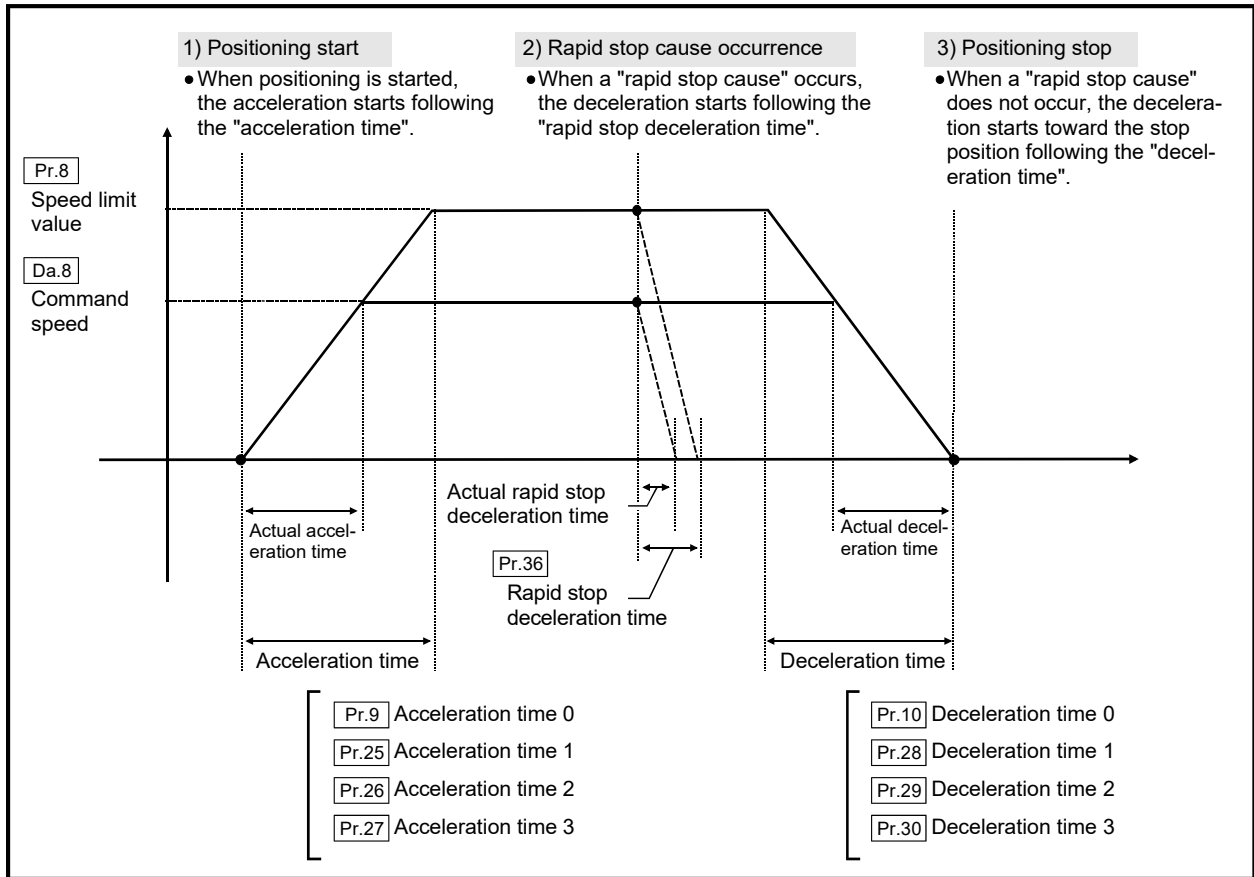 1) Positioning start
● When positioning is started,
the acceleration starts following
the "acceleration time".
2) Rapid stop cause occurrence
● When a "rapid stop cause" occurs,
the deceleration starts following the
"rapid stop deceleration time".
3) Positioning stop
● When a "rapid stop cause"
does not occur, the decelera-
tion starts toward the stop
position following the "decel-
eration time".
Pr.8
Speed limit
value
Da.8
Command
speed
Actual accel-
eration time
Actual rapid stop
deceleration time
Actual decel-
eration time
Pr.36
Rapid stop
deceleration time
Acceleration time
Deceleration time
Pr.9 Acceleration time 0
Pr.25 Acceleration time 1
Pr.26 Acceleration time 2
Pr.27 Acceleration time 3
Pr.10 Deceleration time 0
Pr.28 Deceleration time 1
Pr.29 Deceleration time 2
Pr.30 Deceleration time 3